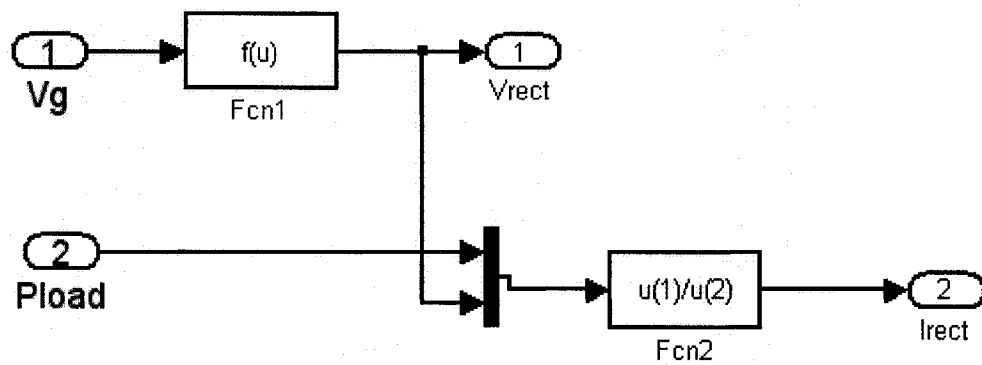 1
f(u)
1
Vg
Fcn1
Vrect
2
Pload
u(1)/u(2)
2
Fcn2
Irect